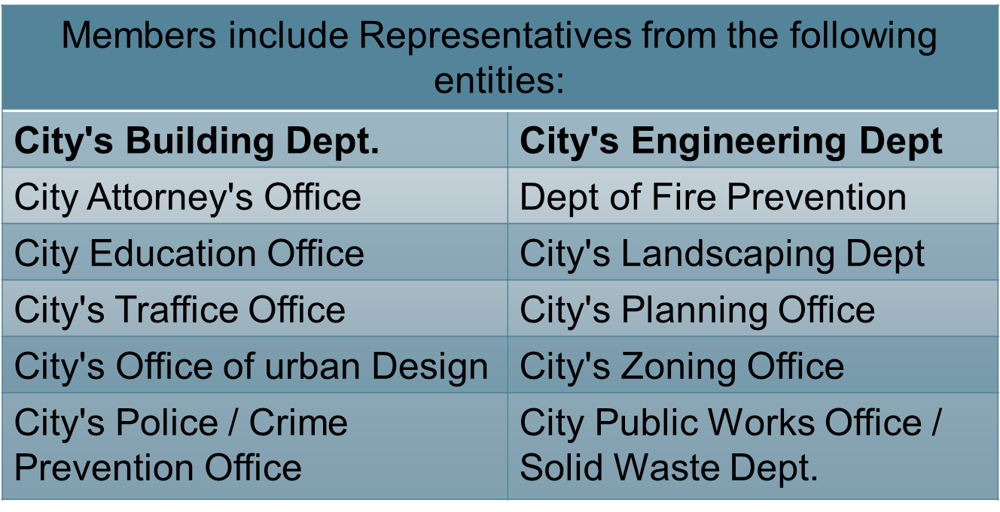 Members include Representatives from the following
entities:
City's Building Dept.
City's Engineering Dept
City Attorney's Office
Dept of Fire Prevention
City Education Office
City's Landscaping Dept
City's Traffice Office
City's Planning Office
City's Office of urban Design
City's Zoning Office
City's Police / Crime
Prevention Office
City Public Works Office /
Solid Waste Dept.